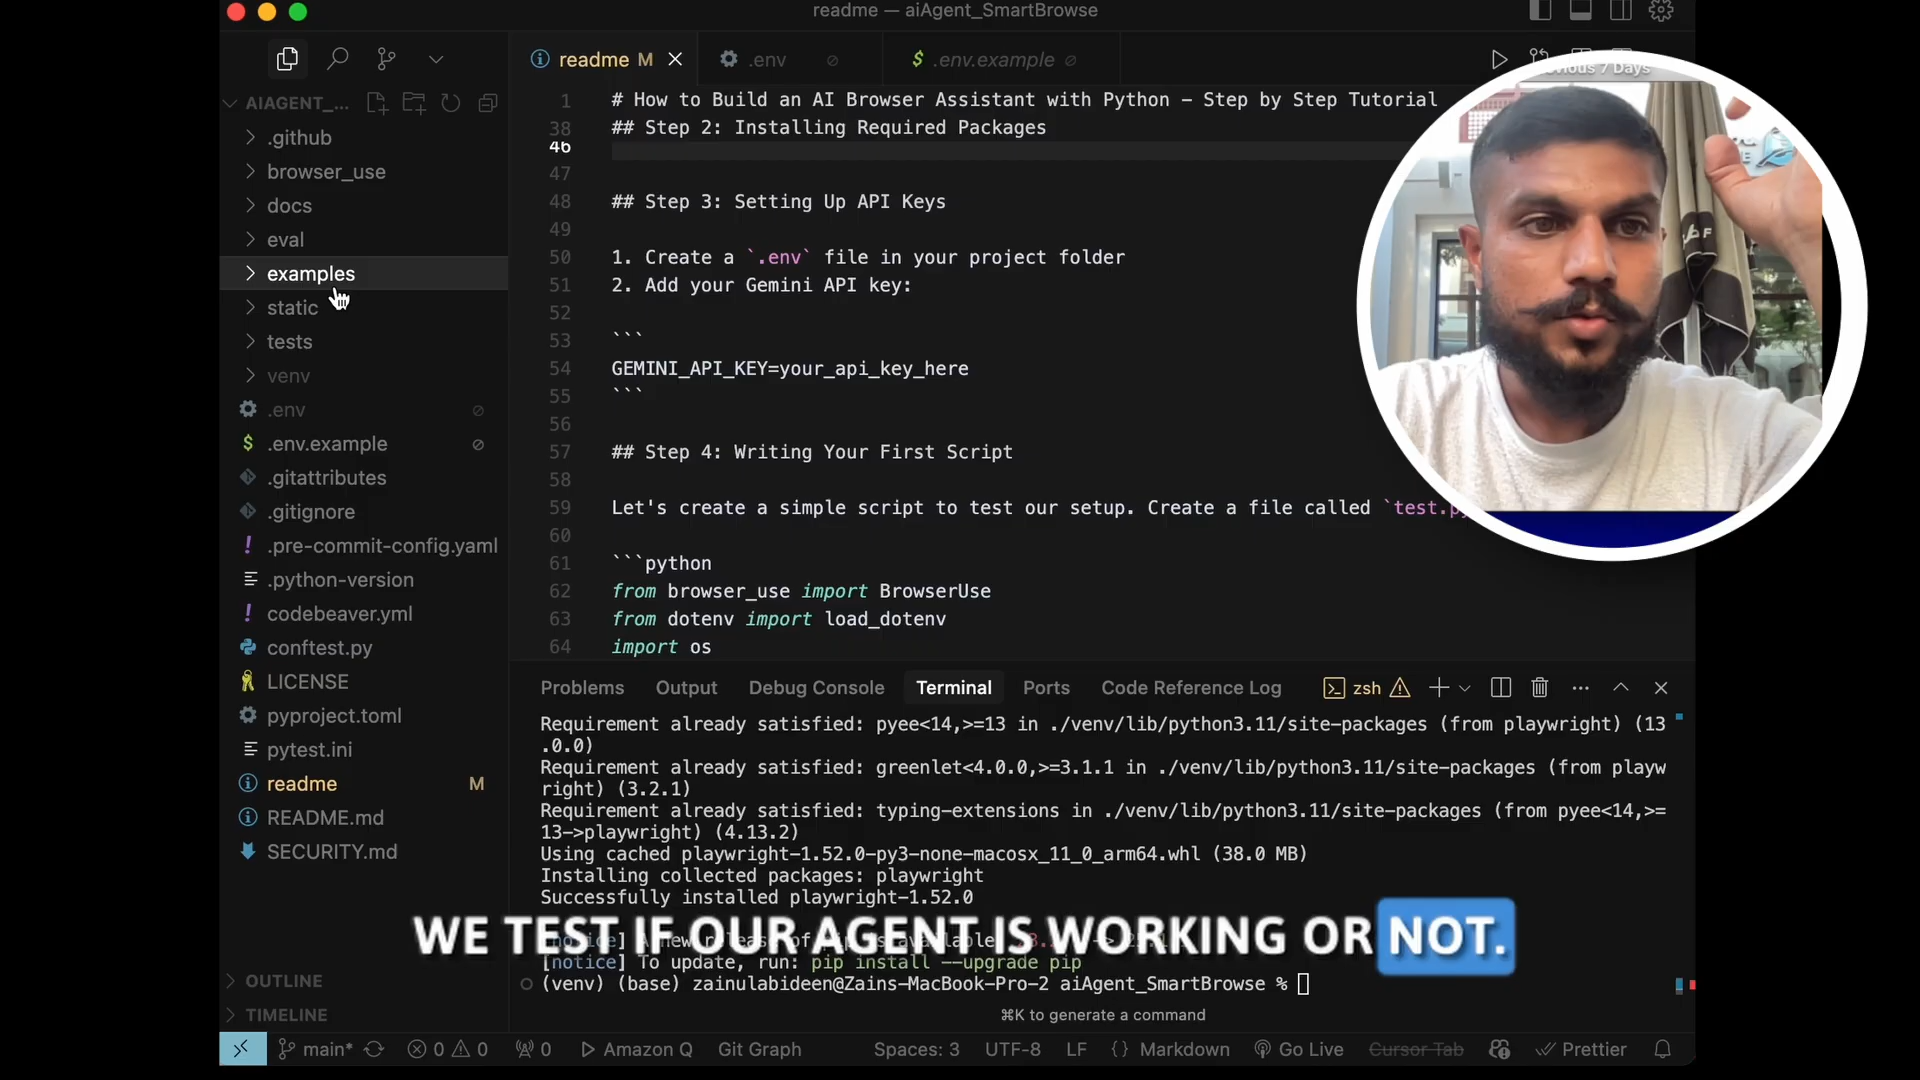 readme — aiAgent_SmartBrowse
readme M
.env
.env.example
AIAGENT_...
.github
browser_use
docs
eval
examples
static
tests
venv
.env
.env.example
.gitattributes
.gitignore
.pre-commit-config.yaml
.python-version
codebeaver.yml
conftest.py
LICENSE
pyproject.toml
pytest.ini
readme M
README.md
SECURITY.md
OUTLINE
TIMELINE
1 # How to Build an AI Browser Assistant with Python - Step by Step Tutorial
38 ## Step 2: Installing Required Packages
46
47
48 ## Step 3: Setting Up API Keys
49
50 1. Create a `.env` file in your project folder
51 2. Add your Gemini API key:
52
53 ```
54 GEMINI_API_KEY=your_api_key_here
55 ```
56
57 ## Step 4: Writing Your First Script
58
59 Let's create a simple script to test our setup. Create a file called `test.py
60
61 ```python
62 from browser_use import BrowserUse
63 from dotenv import load_dotenv
64 import os
7 Days
Problems Output Debug Console Terminal Ports Code Reference Log zsh
Requirement already satisfied: pyee<14,>=13 in ./venv/lib/python3.11/site-packages (from playwright) (13
.0.0)
Requirement already satisfied: greenlet<4.0.0,>=3.1.1 in ./venv/lib/python3.11/site-packages (from playw
right) (3.2.1)
Requirement already satisfied: typing-extensions in ./venv/lib/python3.11/site-packages (from pyee<14,>=
13->playwright) (4.13.2)
Using cached playwright-1.52.0-py3-none-macosx_11_0_arm64.whl (38.0 MB)
Installing collected packages: playwright
Successfully installed playwright-1.52.0
WE TEST IF OUR AGENT IS WORKING OR NOT.
[notice] To update, run: pip install --upgrade pip
(venv) (base) zainulabideen@Zains-MacBook-Pro-2 aiAgent_SmartBrowse %
⌘K to generate a command
main* 0 0 0 Amazon Q Git Graph Spaces: 3 UTF-8 LF {} Markdown Go Live Cursor Tab Prettier